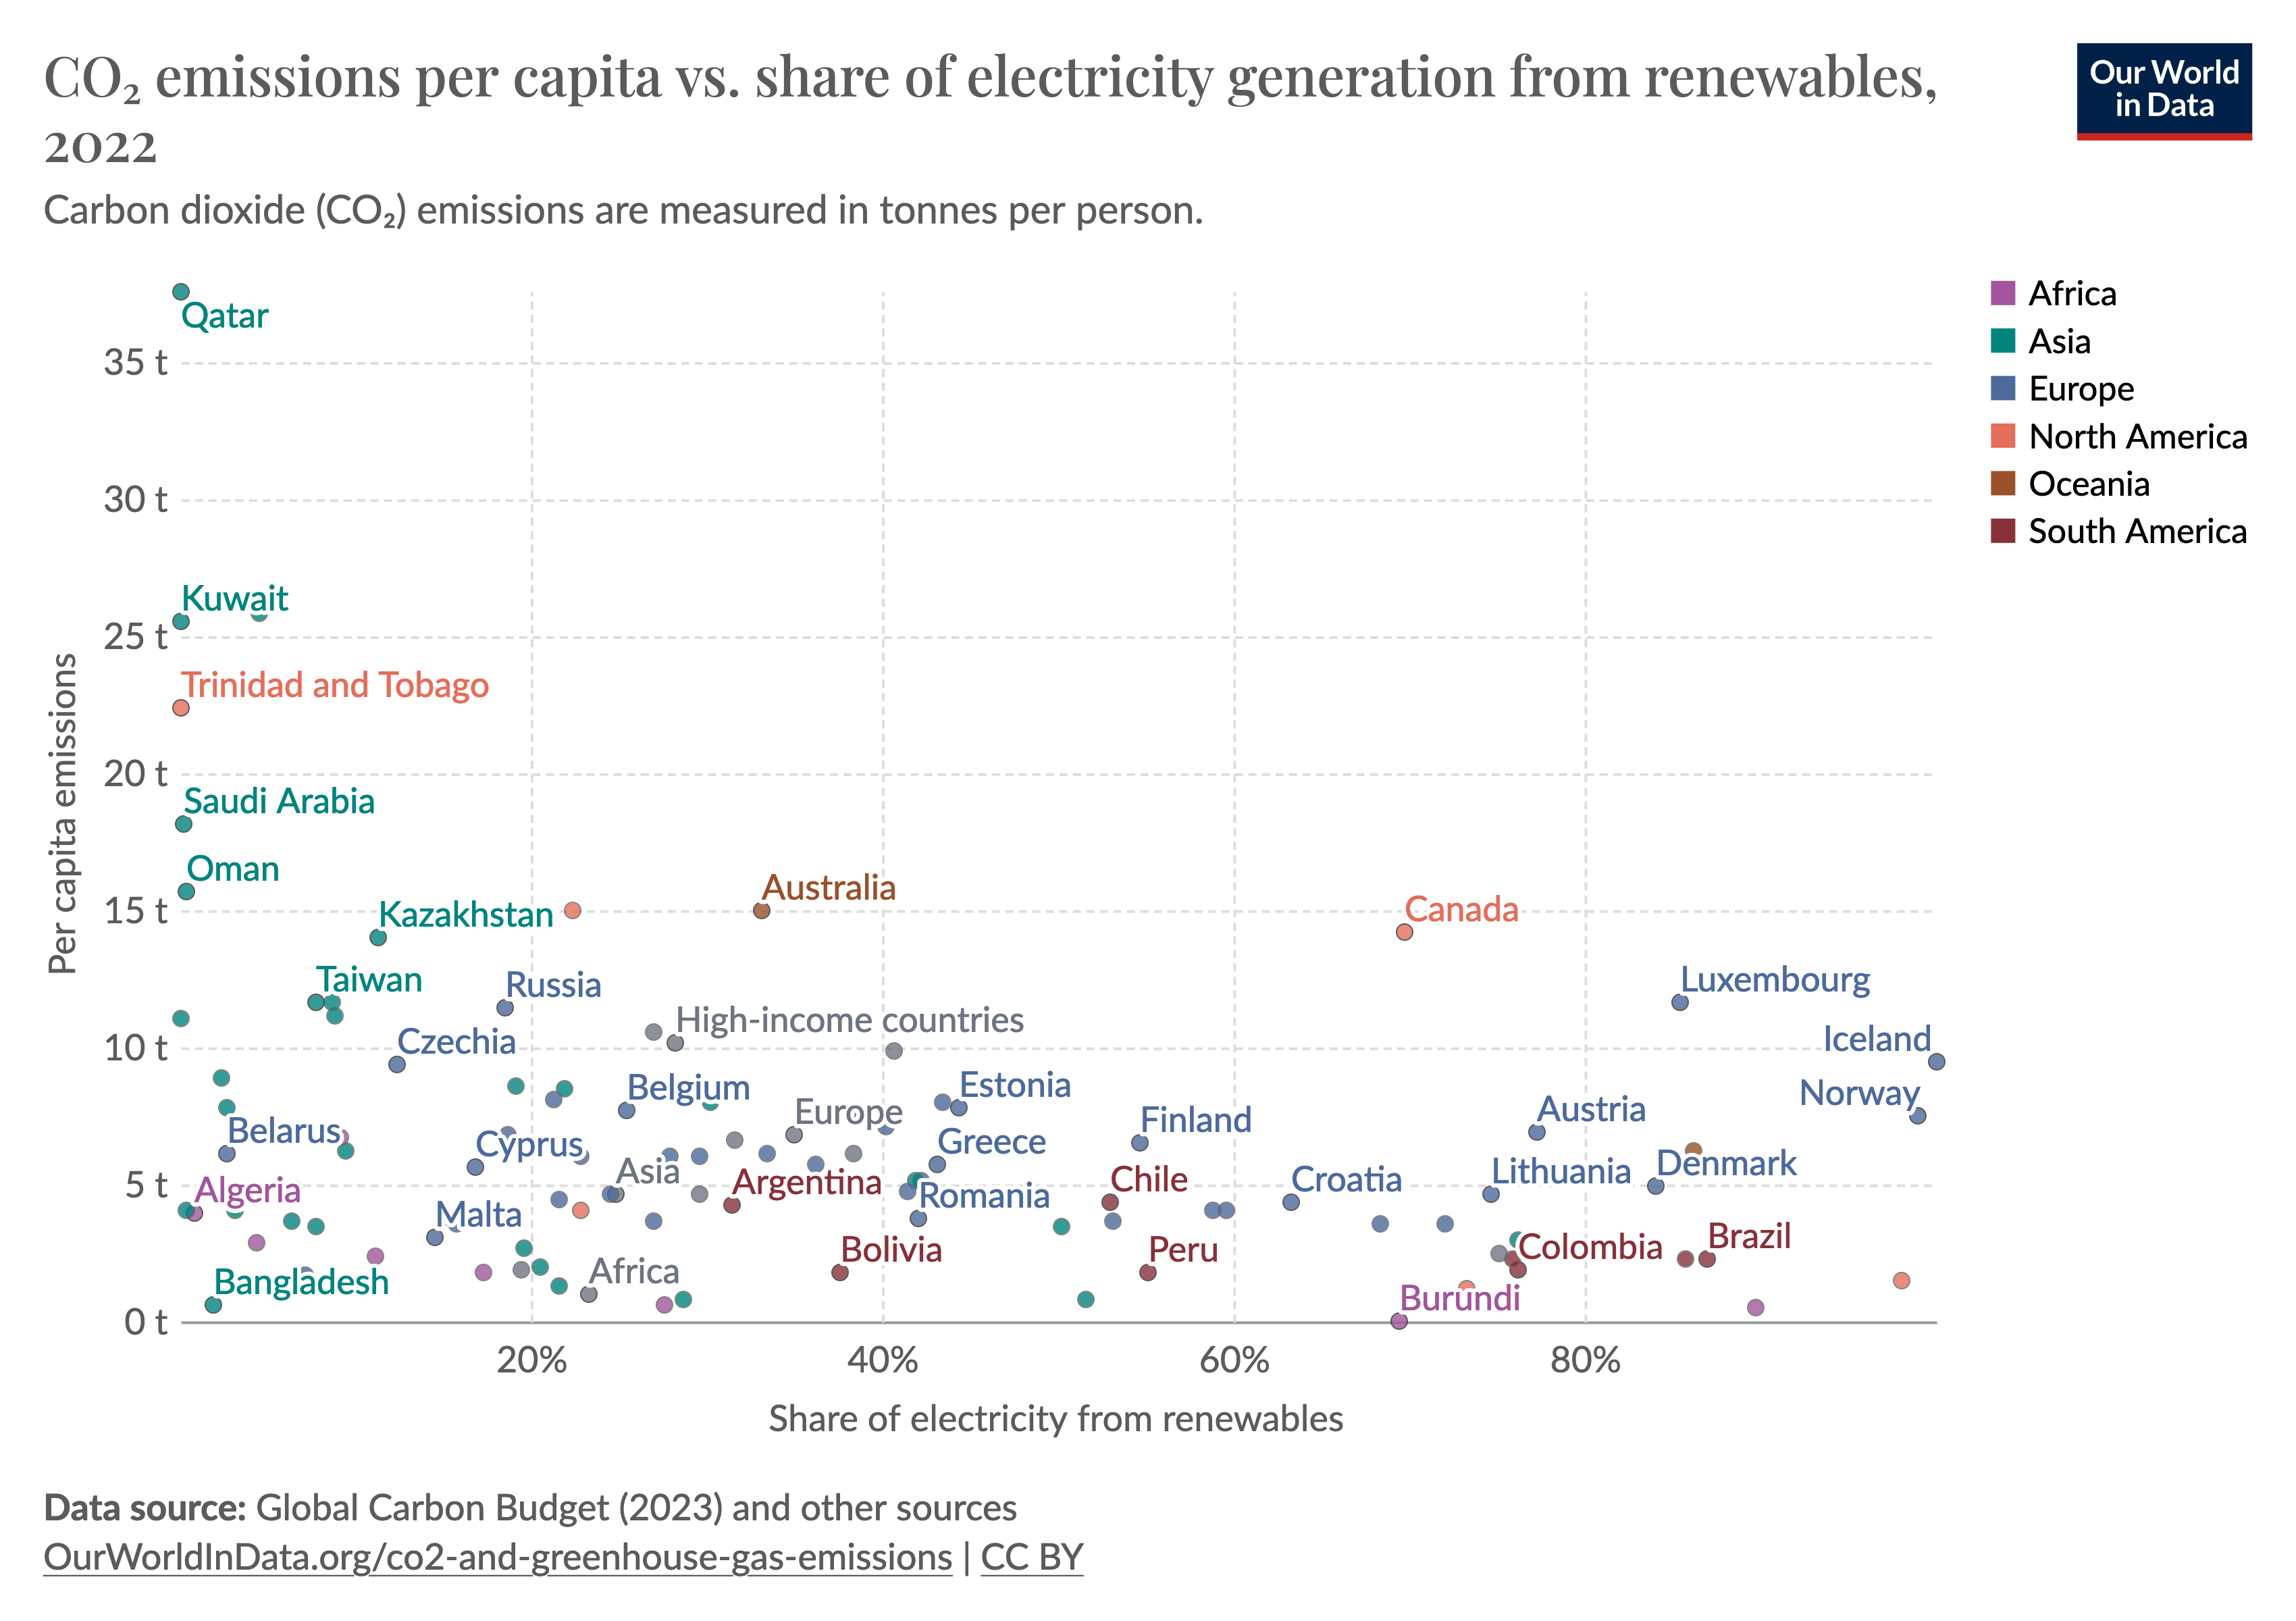 CO₂ emissions per capita vs. share of electricity generation from renewables,
2022
Carbon dioxide (CO₂) emissions are measured in tonnes per person.
Our World
in Data
Africa
Asia
Europe
North America
Oceania
South America
Per capita emissions
35 t
30 t
25 t
20 t
15 t
10 t
5 t
0 t
Qatar
Kuwait
Trinidad and Tobago
Saudi Arabia
Oman
Australia
Kazakhstan
Canada
Taiwan
Russia
Luxembourg
High-income countries
Czechia
Iceland
Belgium
Estonia
Norway
Europe
Finland
Austria
Belarus
Cyprus
Greece
Asia
Argentina
Chile
Croatia
Lithuania
Denmark
Algeria
Romania
Malta
Bolivia
Peru
Colombia
Brazil
Africa
Bangladesh
Burundi
20%
40%
60%
80%
Share of electricity from renewables
Data source: Global Carbon Budget (2023) and other sources
OurWorldInData.org/co2-and-greenhouse-gas-emissions | CC BY